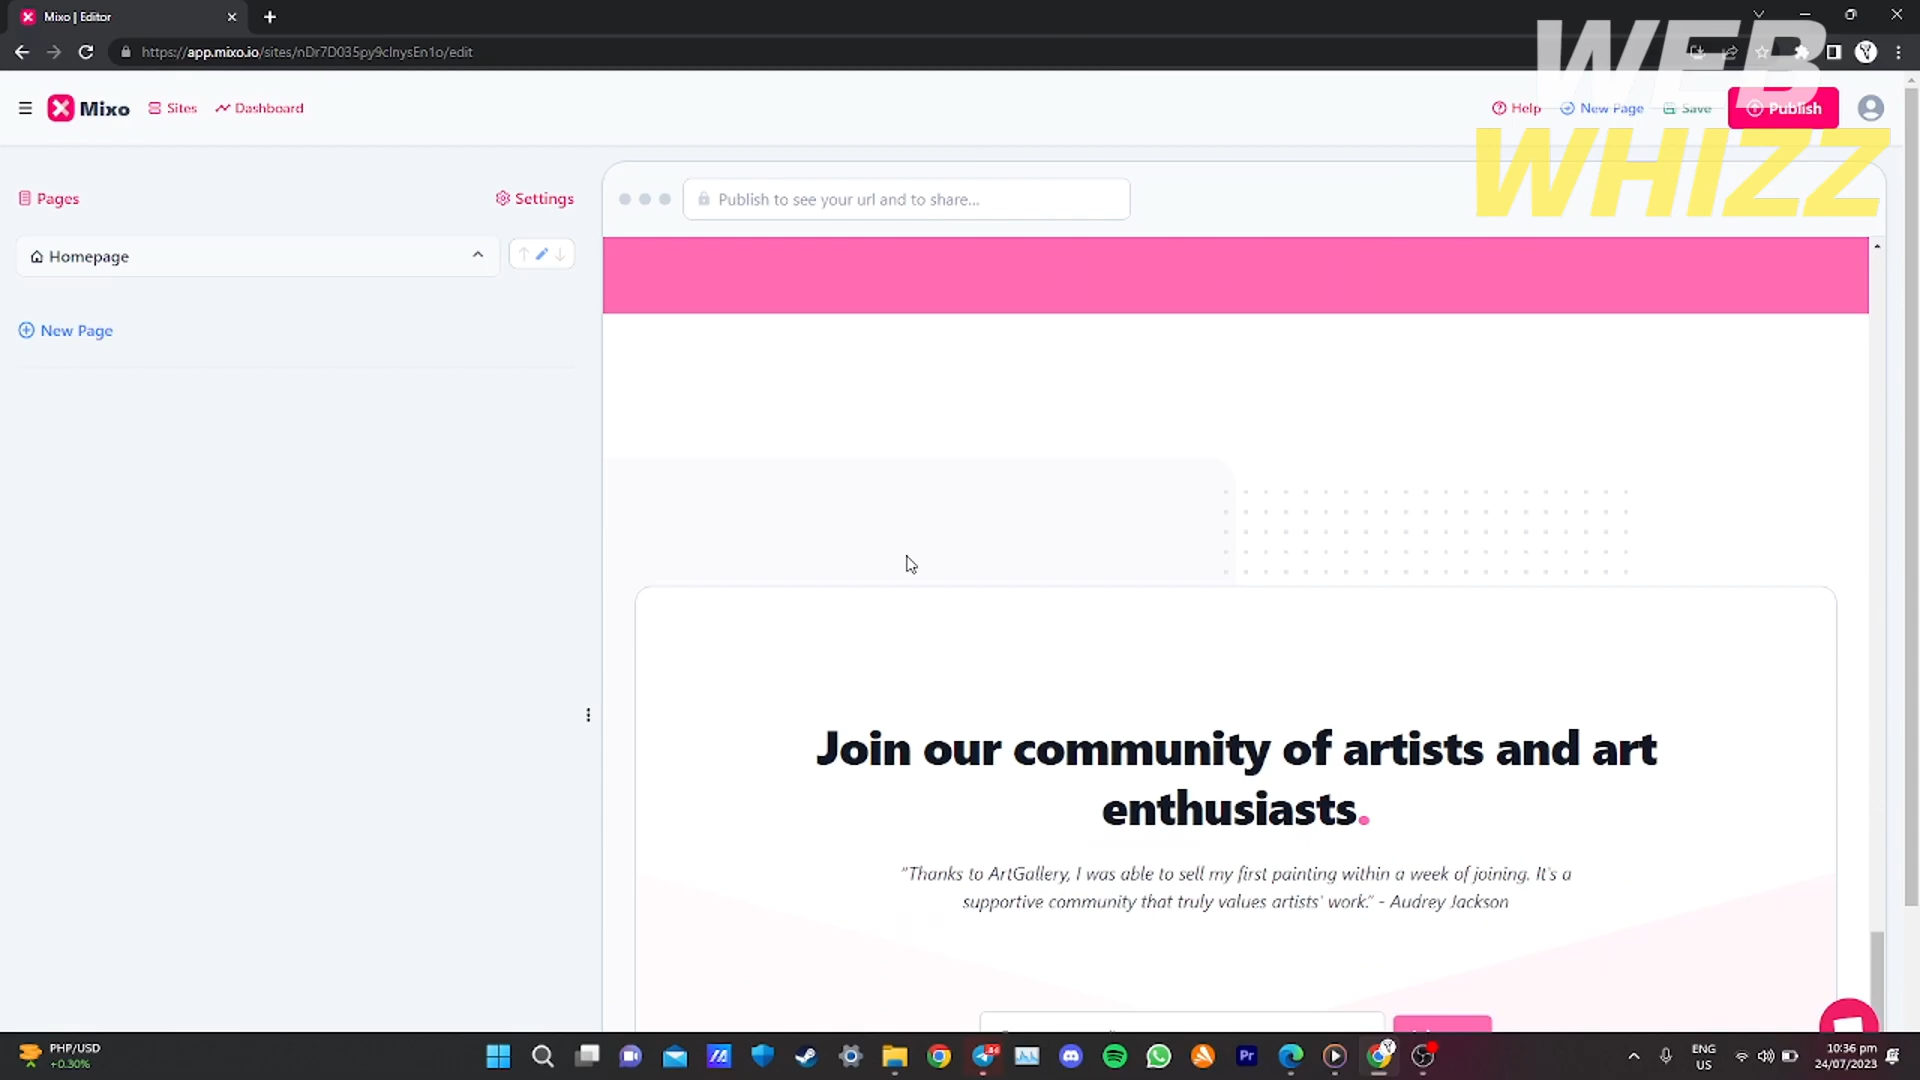 Mixo | Editor
https://app.mixo.io/sites/nDr7D035py9clnysEn1o/edit
WEB
WHIZZ
Mixo
Sites
Dashboard
Help
New Page
Save
Publish
Pages
Settings
Publish to see your url and to share...
Homepage
New Page
Join our community of artists and art
enthusiasts.
"Thanks to ArtGallery, I was able to sell my first painting within a week of joining. It's a
supportive community that truly values artists' work." - Audrey Jackson
PHP/USD
+0.30%
Pr
ENG
US
10:36 pm
24/07/2023